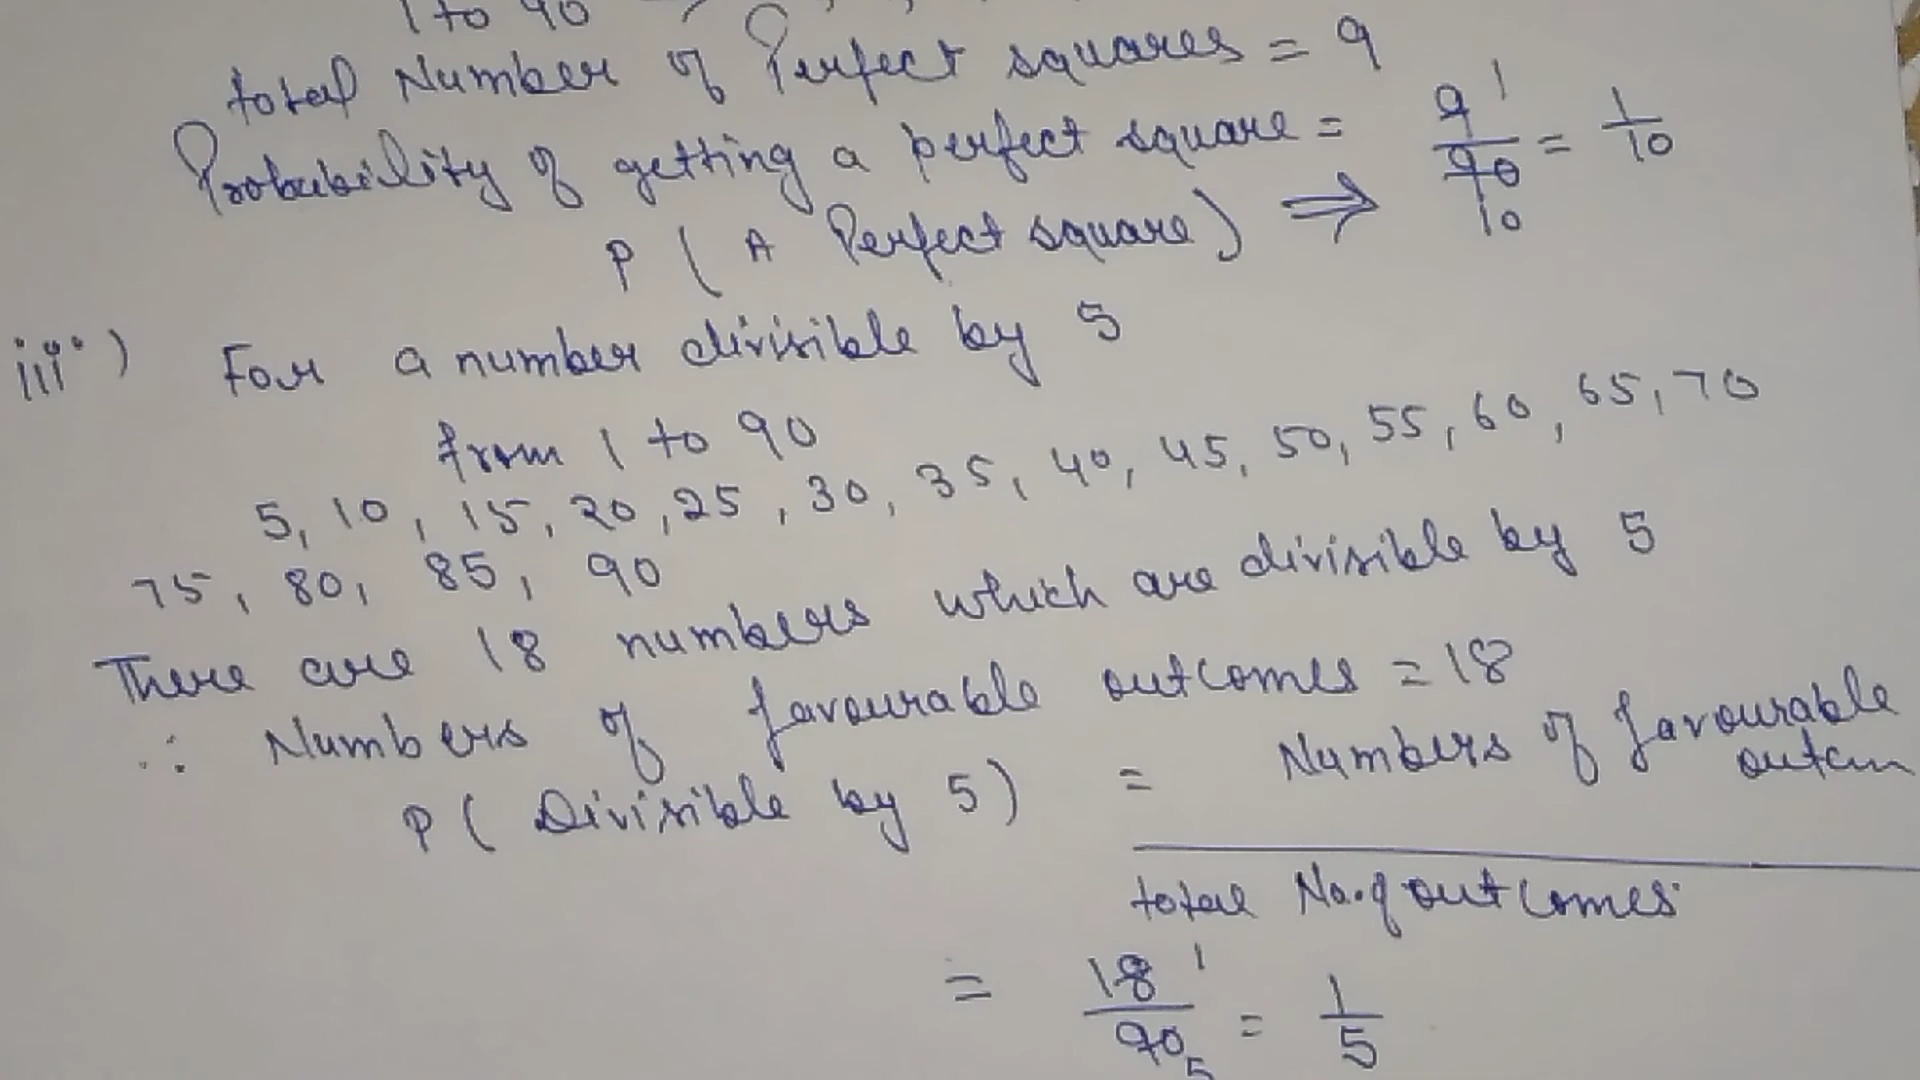 1 to 90
total Number of Perfect squares = 9
Probability of getting a perfect square = 9 1 / 90 10 = 1/10
P ( A Perfect square) ⇒
iii) For a number divisible by 5
from 1 to 90
5, 10, 15, 20, 25, 30, 35, 40, 45, 50, 55, 60, 65, 70
75, 80, 85, 90
There are 18 numbers which are divisible by 5
∴ Numbers of favourable outcomes = 18
P( Divisible by 5) = Numbers of favourable
total No. of outcomes
= 18 1 / 90 5 = 1/5